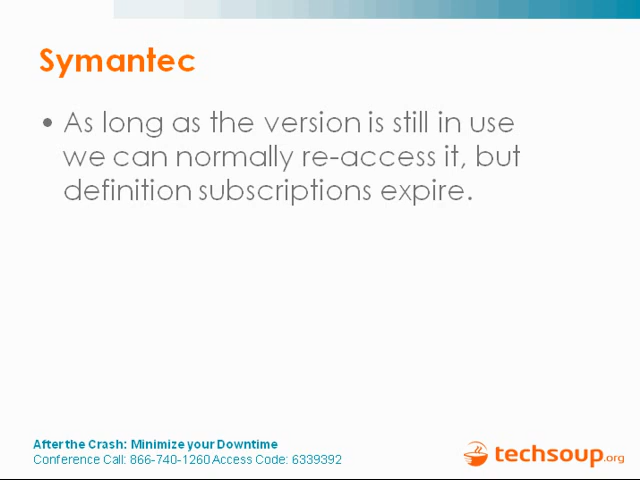 Symantec
• As long as the version is still in use
we can normally re-access it, but
definition subscriptions expire.
After the Crash: Minimize your Downtime
Conference Call: 866-740-1260 Access Code: 6339392
techsoup.org